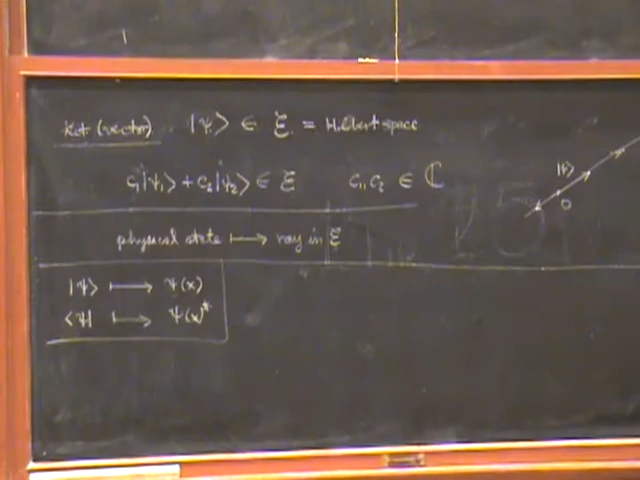 Ket (vector) |ψ⟩ ∈ ξ = Hilbert space
c₁|ψ₁⟩ + c₂|ψ₂⟩ ∈ ξ c₁, c₂ ∈ ℂ
|ψ⟩
0
physical state ⟼ ray in ξ
|ψ⟩ ⟼ ψ(x)
⟨ψ| ⟼ ψ(x)*